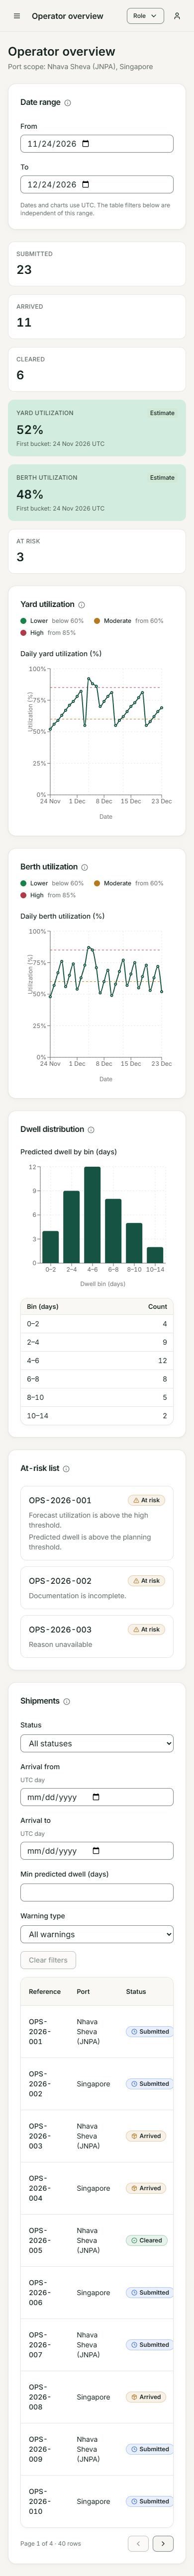 Operator overview
Role
Operator overview
Port scope: Nhava Sheva (JNPA), Singapore
Date range
From
11/24/2026
To
12/24/2026
Dates and charts use UTC. The table filters below are
independent of this range.
SUBMITTED
23
ARRIVED
11
CLEARED
6
YARD UTILIZATION
Estimate
52%
First bucket: 24 Nov 2026 UTC
BERTH UTILIZATION
Estimate
48%
First bucket: 24 Nov 2026 UTC
AT RISK
3
Yard utilization
Lower below 60%
Moderate from 60%
High from 85%
Daily yard utilization (%)
100%
75%
50%
25%
0%
Utilization (%)
24 Nov 1 Dec 8 Dec 15 Dec 23 Dec
Date
Berth utilization
Lower below 60%
Moderate from 60%
High from 85%
Daily berth utilization (%)
100%
75%
50%
25%
0%
Utilization (%)
24 Nov 1 Dec 8 Dec 15 Dec 23 Dec
Date
Dwell distribution
Predicted dwell by bin (days)
12
9
6
3
0
0–2 2–4 4–6 6–8 8–10 10–14
Dwell bin (days)
Bin (days) Count
0–2 4
2–4 9
4–6 12
6–8 8
8–10 5
10–14 2
At-risk list
OPS-2026-001
At risk
Forecast utilization is above the high
threshold.
Predicted dwell is above the planning
threshold.
OPS-2026-002
At risk
Documentation is incomplete.
OPS-2026-003
At risk
Reason unavailable
Shipments
Status
All statuses
Arrival from
UTC day
mm/dd/yyyy
Arrival to
UTC day
mm/dd/yyyy
Min predicted dwell (days)
Warning type
All warnings
Clear filters
Reference Port Status
OPS-2026-001 Nhava Sheva (JNPA) Submitted
OPS-2026-002 Singapore Submitted
OPS-2026-003 Nhava Sheva (JNPA) Arrived
OPS-2026-004 Singapore Arrived
OPS-2026-005 Nhava Sheva (JNPA) Cleared
OPS-2026-006 Singapore Submitted
OPS-2026-007 Nhava Sheva (JNPA) Submitted
OPS-2026-008 Singapore Arrived
OPS-2026-009 Nhava Sheva (JNPA) Submitted
OPS-2026-010 Singapore Submitted
Page 1 of 4 · 40 rows